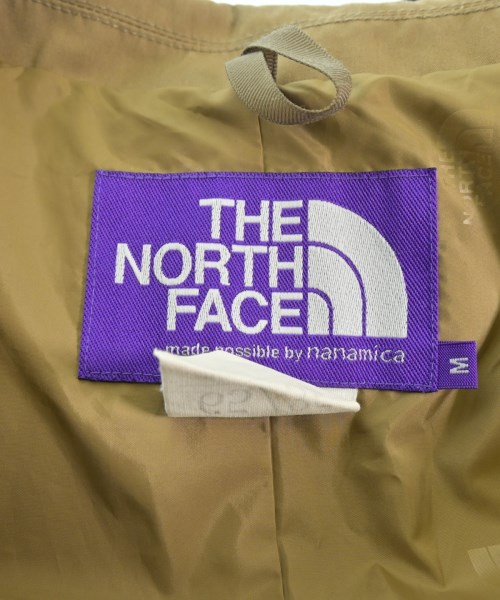 THE
NORTH
FACE
made possible by nanamica
M